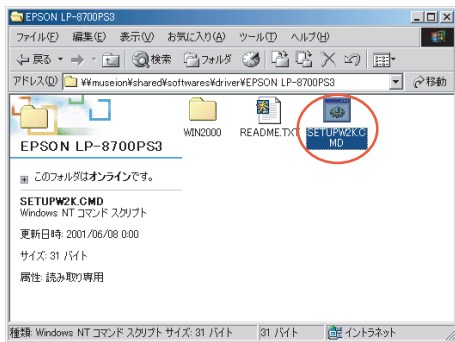 EPSON LP-8700PS3
ファイル(F) 編集(E) 表示(V) お気に入り(A) ツール(T) ヘルプ(H)
戻る 検索 フォルダ
アドレス(D) ¥¥museion¥shared¥softwares¥driver¥EPSON LP-8700PS3 移動
EPSON LP-8700PS3
このフォルダはオンラインです。
SETUPW2K.CMD
Windows NT コマンド スクリプト
更新日時: 2001/06/08 0:00
サイズ: 31 バイト
属性: 読み取り専用
WIN2000
README.TXT
SETUPW2K.C
MD
種類: Windows NT コマンド スクリプト サイズ: 31 バイト 31 バイト イントラネット